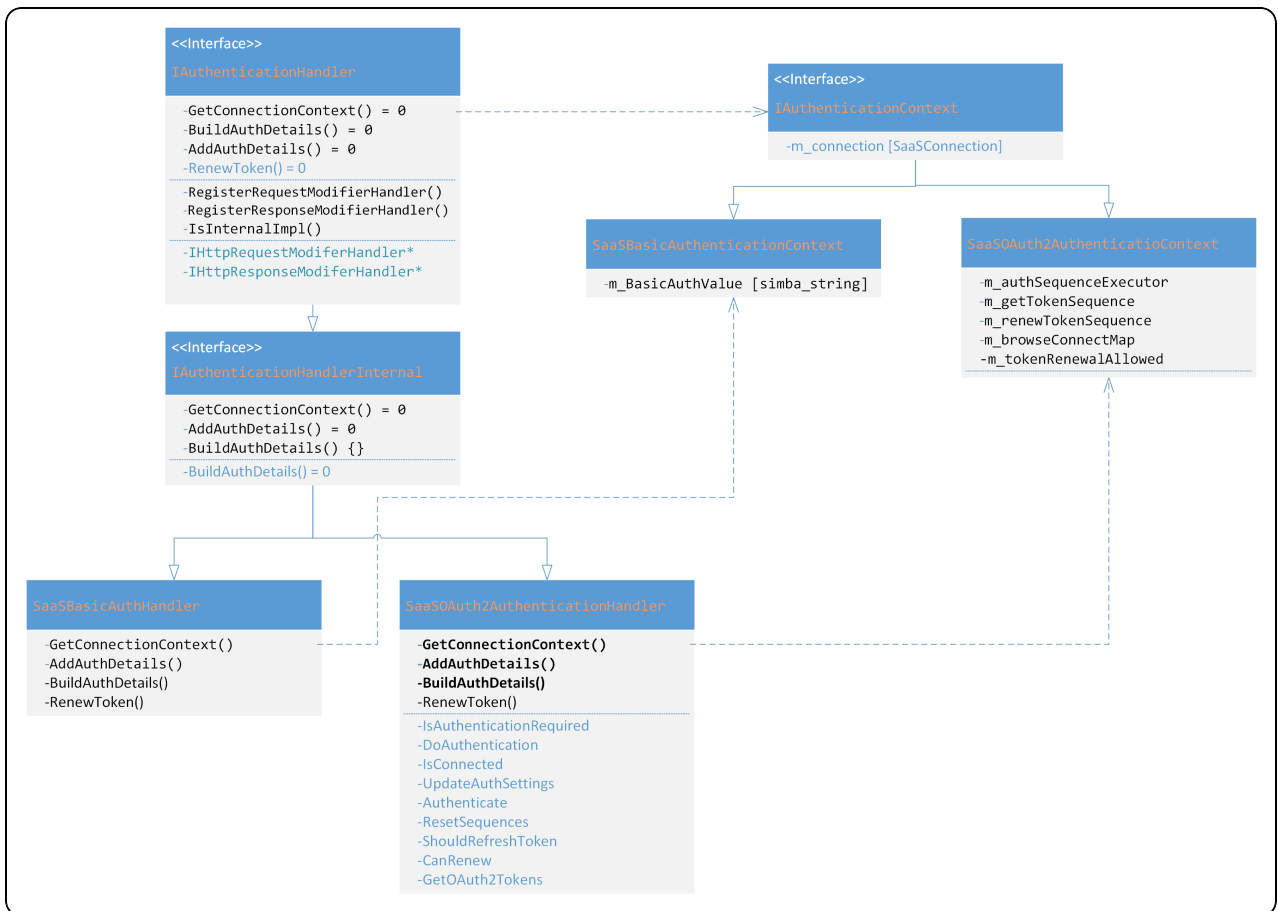 <<Interface>>
IAuthenticationHandler
-GetConnectionContext() = 0
-BuildAuthDetails() = 0
-AddAuthDetails() = 0
-RenewToken() = 0
-RegisterRequestModifierHandler()
-RegisterResponseModifierHandler()
-IsInternalImpl()
-IHttpRequestModiferHandler*
-IHttpResponseModiferHandler*
<<Interface>>
IAuthenticationContext
-m_connection [SaaSConnection]
SaaSBasicAuthenticationContext
-m_BasicAuthValue [simba_string]
SaaSOAuth2AuthenticatioContext
-m_authSequenceExecutor
-m_getTokenSequence
-m_renewTokenSequence
-m_browseConnectMap
-m_tokenRenewalAllowed
<<Interface>>
IAuthenticationHandlerInternal
-GetConnectionContext() = 0
-AddAuthDetails() = 0
-BuildAuthDetails() {}
-BuildAuthDetails() = 0
SaaSBasicAuthHandler
-GetConnectionContext()
-AddAuthDetails()
-BuildAuthDetails()
-RenewToken()
SaaSOAuth2AuthenticationHandler
-GetConnectionContext()
-AddAuthDetails()
-BuildAuthDetails()
-RenewToken()
-IsAuthenticationRequired
-DoAuthentication
-IsConnected
-UpdateAuthSettings
-Authenticate
-ResetSequences
-ShouldRefreshToken
-CanRenew
-GetOAuth2Tokens